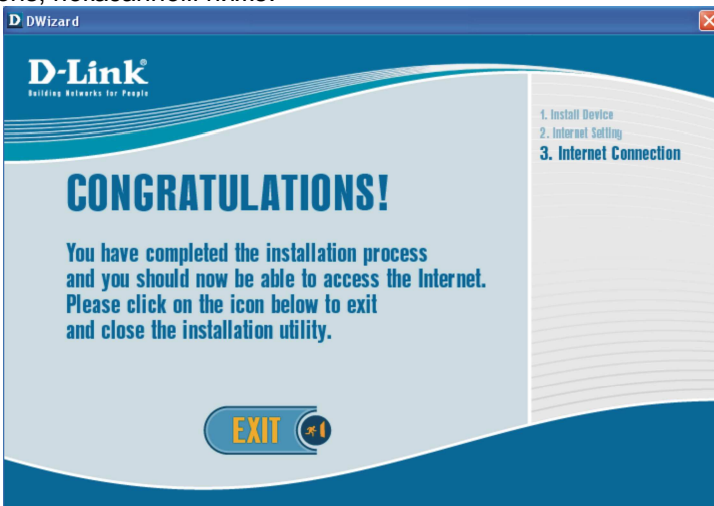 показанном ниже.
D DWizard
D-Link®
Building Networks for People
1. Install Device
2. Internet Setting
3. Internet Connection
CONGRATULATIONS!
You have completed the installation process
and you should now be able to access the Internet.
Please click on the icon below to exit
and close the installation utility.
EXIT